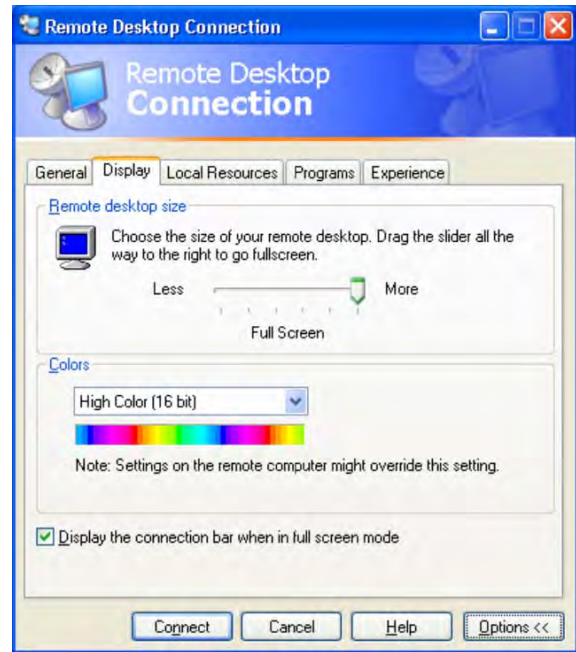 Remote Desktop Connection
Remote Desktop
Connection
General Display Local Resources Programs Experience
Remote desktop size
Choose the size of your remote desktop. Drag the slider all the
way to the right to go fullscreen.
Less More
Full Screen
Colors
High Color (16 bit)
Note: Settings on the remote computer might override this setting.
Display the connection bar when in full screen mode
Connect Cancel Help Options <<